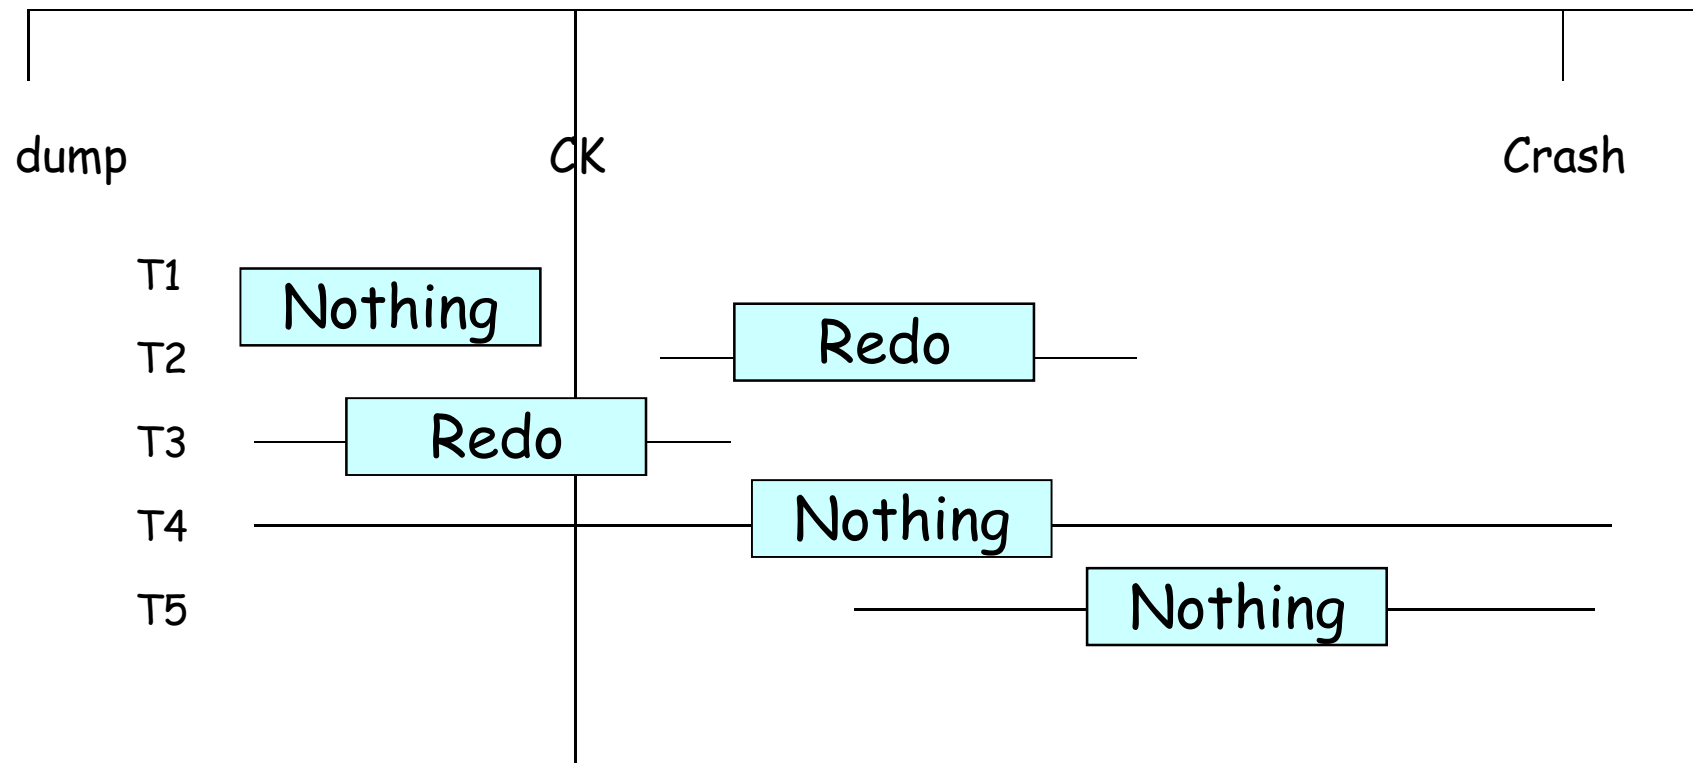 dump CK Crash
T1 Nothing
T2 Redo
T3 Redo
T4 Nothing
T5 Nothing